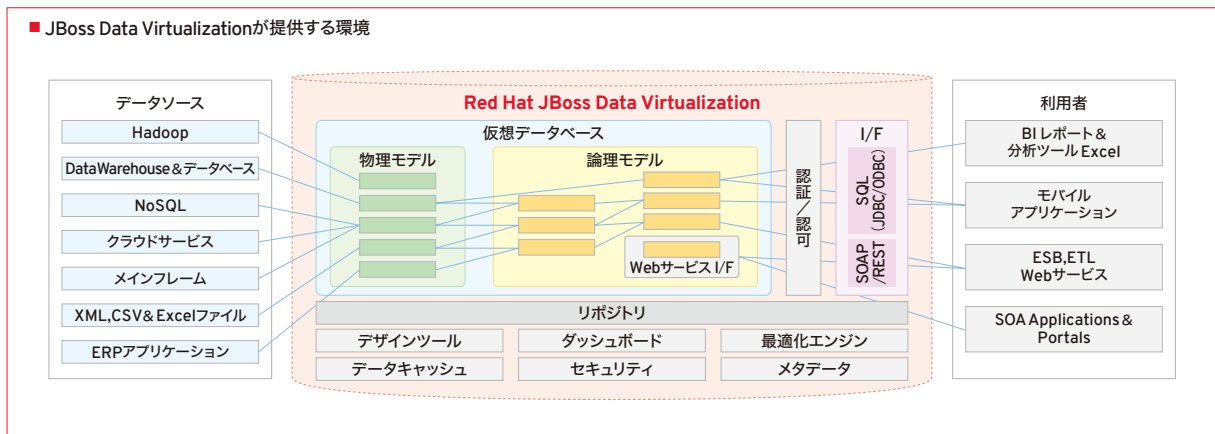 ■ JBoss Data Virtualizationが提供する環境
データソース
Hadoop
DataWarehouse&データベース
NoSQL
クラウドサービス
メインフレーム
XML,CSV&Excelファイル
ERPアプリケーション
Red Hat JBoss Data Virtualization
仮想データベース
物理モデル
論理モデル
Webサービス I/F
認証/認可
I/F
SQL
(JDBC/ODBC)
SOAP
/REST
リポジトリ
デザインツール
ダッシュボード
最適化エンジン
データキャッシュ
セキュリティ
メタデータ
利用者
BI レポート&
分析ツール Excel
モバイル
アプリケーション
ESB,ETL
Webサービス
SOA Applications &
Portals